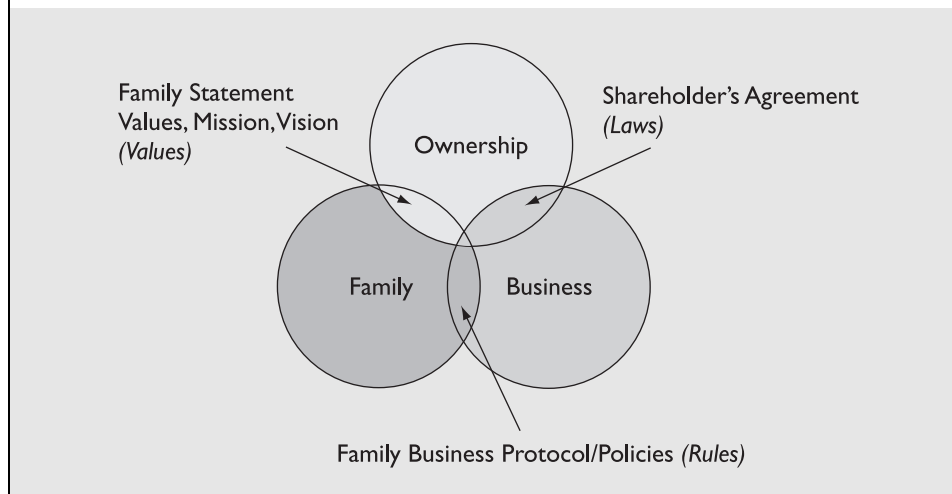 Family Statement
Values, Mission, Vision
(Values)
Shareholder's Agreement
(Laws)
Ownership
Family
Business
Family Business Protocol/Policies (Rules)